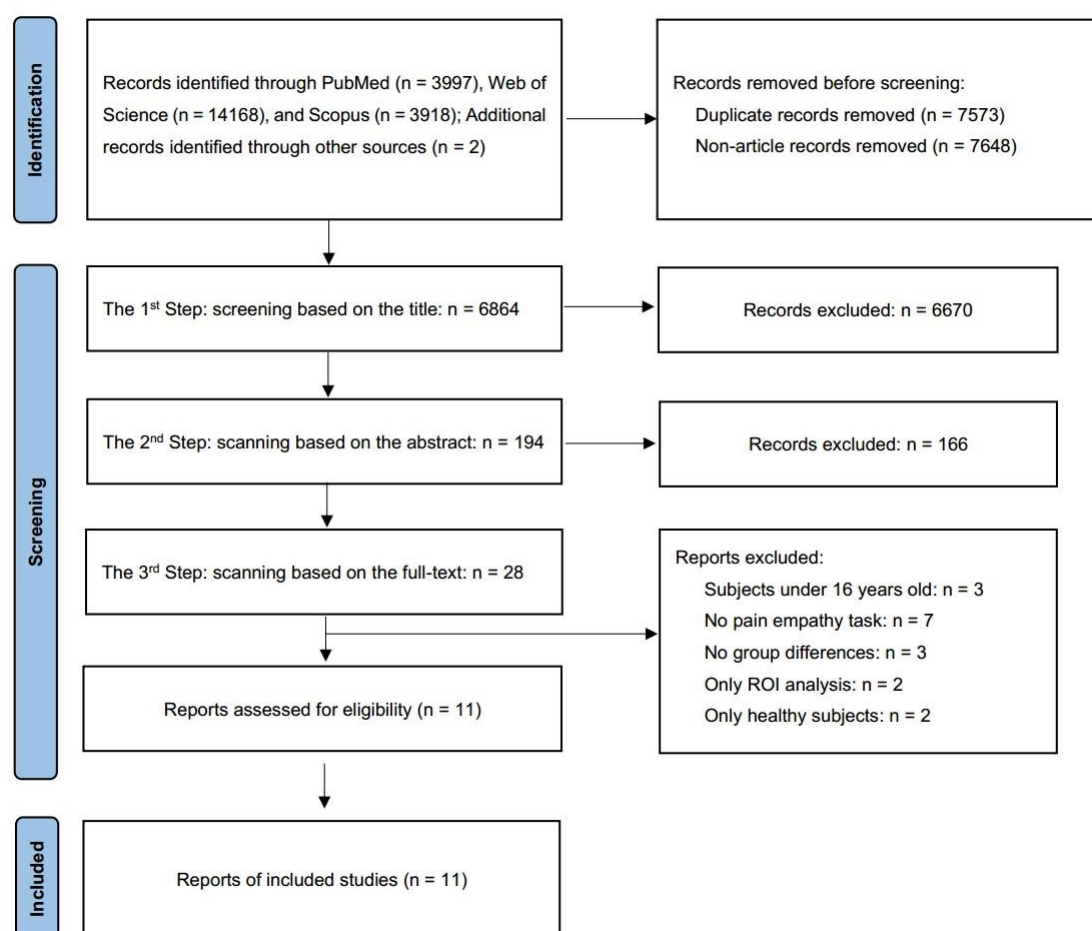 Identification
Records identified through PubMed (n = 3997), Web of
Science (n = 14168), and Scopus (n = 3918); Additional
records identified through other sources (n = 2)
Records removed before screening:
Duplicate records removed (n = 7573)
Non-article records removed (n = 7648)
Screening
The 1st Step: screening based on the title: n = 6864
Records excluded: n = 6670
The 2nd Step: scanning based on the abstract: n = 194
Records excluded: n = 166
The 3rd Step: scanning based on the full-text: n = 28
Reports excluded:
Subjects under 16 years old: n = 3
No pain empathy task: n = 7
No group differences: n = 3
Only ROI analysis: n = 2
Only healthy subjects: n = 2
Reports assessed for eligibility (n = 11)
Included
Reports of included studies (n = 11)